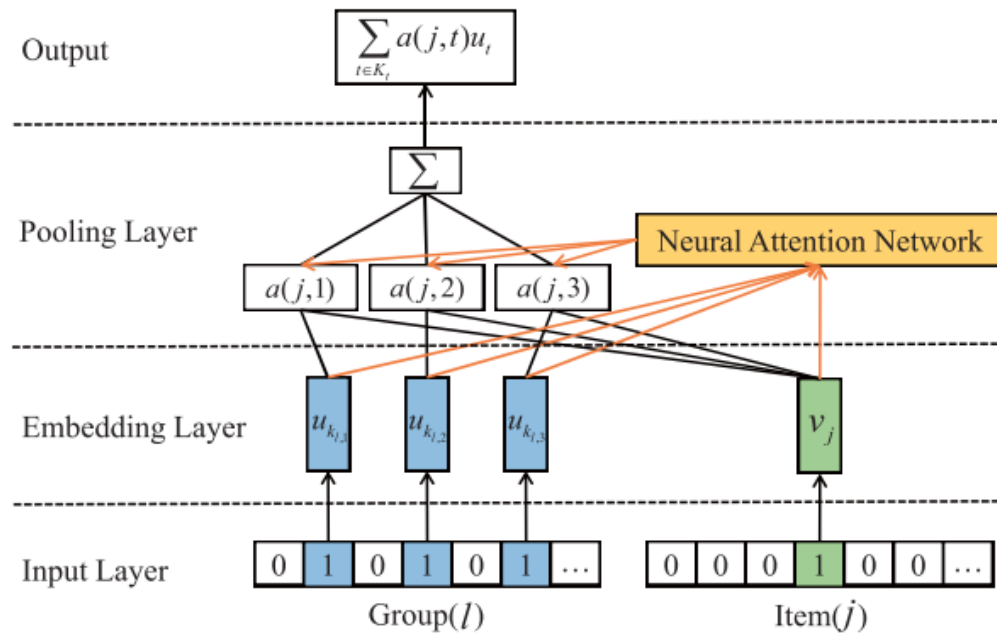 Output
∑_{t∈K_l} a(j,t)u_t
Pooling Layer
∑
Neural Attention Network
a(j,1) a(j,2) a(j,3)
Embedding Layer
u_{k_{l,1}} u_{k_{l,2}} u_{k_{l,3}} v_j
Input Layer
0 1 0 1 0 1 ... 0 0 0 1 0 0 ...
Group(l) Item(j)